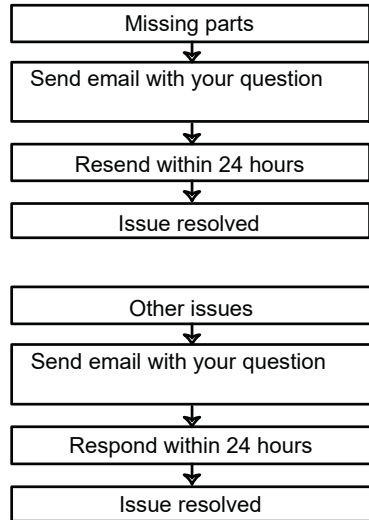 Missing parts
Send email with your question
Resend within 24 hours
Issue resolved
Other issues
Send email with your question
Respond within 24 hours
Issue resolved